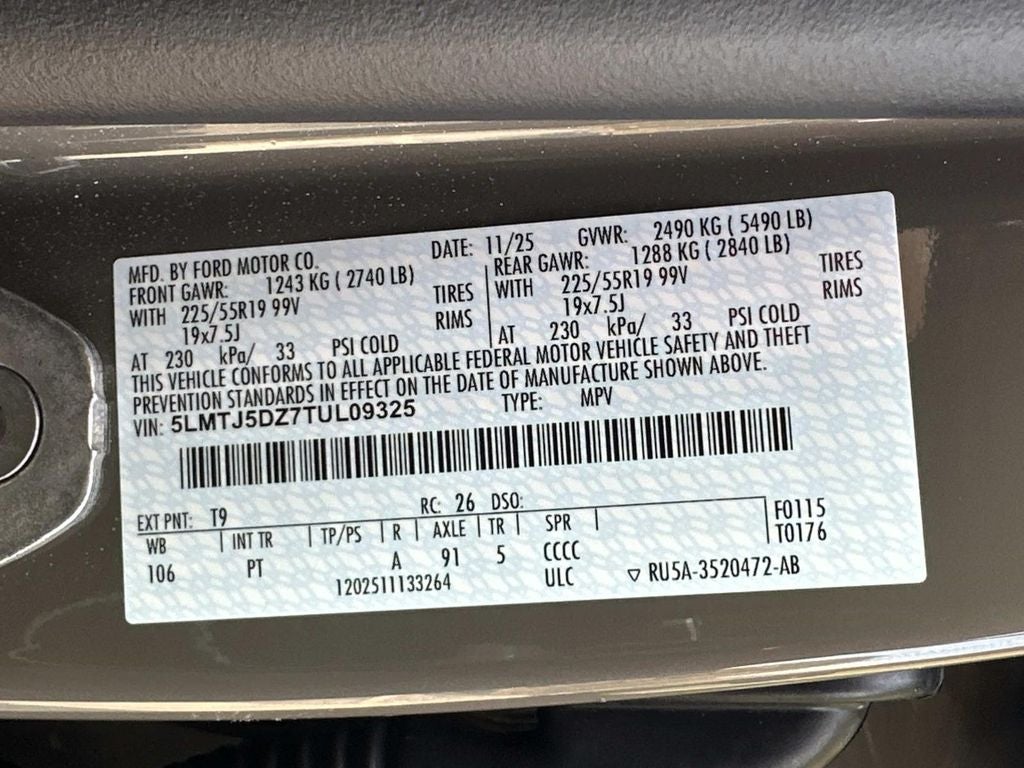 MFD. BY FORD MOTOR CO. DATE: 11/25 GVWR: 2490 KG ( 5490 LB)
FRONT GAWR: 1243 KG ( 2740 LB) REAR GAWR: 1288 KG ( 2840 LB)
WITH 225/55R19 99V TIRES WITH 225/55R19 99V TIRES
19x7.5J RIMS 19x7.5J RIMS
AT 230 kPa/ 33 PSI COLD AT 230 kPa/ 33 PSI COLD
THIS VEHICLE CONFORMS TO ALL APPLICABLE FEDERAL MOTOR VEHICLE SAFETY AND THEFT
PREVENTION STANDARDS IN EFFECT ON THE DATE OF MANUFACTURE SHOWN ABOVE.
VIN: 5LMTJ5DZ7TUL09325 TYPE: MPV
EXT PNT: T9 RC: 26 DSO: F0115
WB INT TR TP/PS R AXLE TR SPR T0176
106 PT A 91 5 CCCC
1202511133264 ULC RU5A-3520472-AB